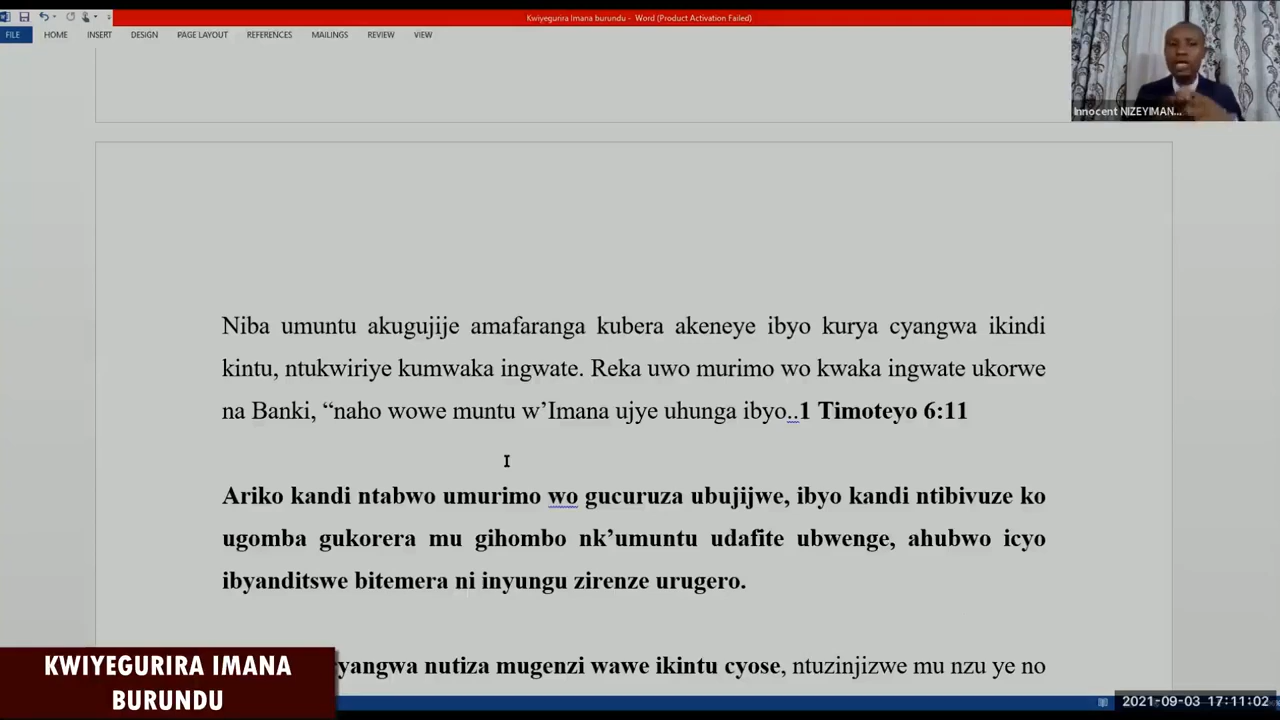 Kwiyegurira Imana burundu - Word (Product Activation Failed)
FILE HOME INSERT DESIGN PAGE LAYOUT REFERENCES MAILINGS REVIEW VIEW
Innocent NIZEYIMAN...
Niba umuntu akugujije amafaranga kubera akeneye ibyo kurya cyangwa ikindi
kintu, ntukwiriye kumwaka ingwate. Reka uwo murimo wo kwaka ingwate ukorwe
na Banki, “naho wowe muntu w’Imana ujye uhunga ibyo..1 Timoteyo 6:11
Ariko kandi ntabwo umurimo wo gucuruza ubujijwe, ibyo kandi ntibivuze ko
ugomba gukorera mu gihombo nk’umuntu udafite ubwenge, ahubwo icyo
ibyanditswe bitemera ni inyungu zirenze urugero.
yangwa nutiza mugenzi wawe ikintu cyose, ntuzinjizwe mu nzu ye no
KWIYEGURIRA IMANA
BURUNDU
2021-09-03 17:11:02